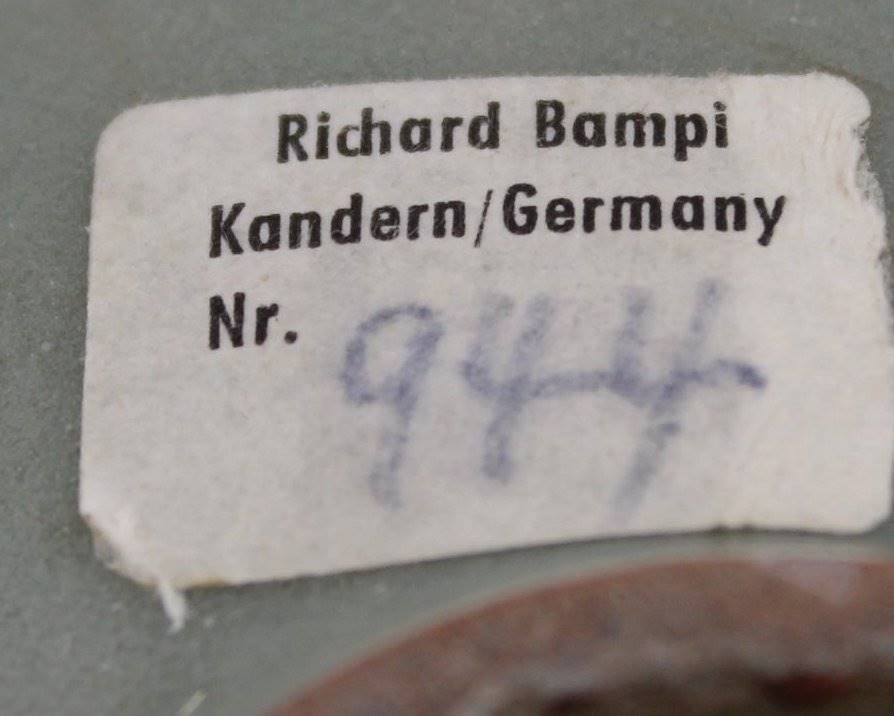 Richard Bampi
Kandern/Germany
Nr. 944